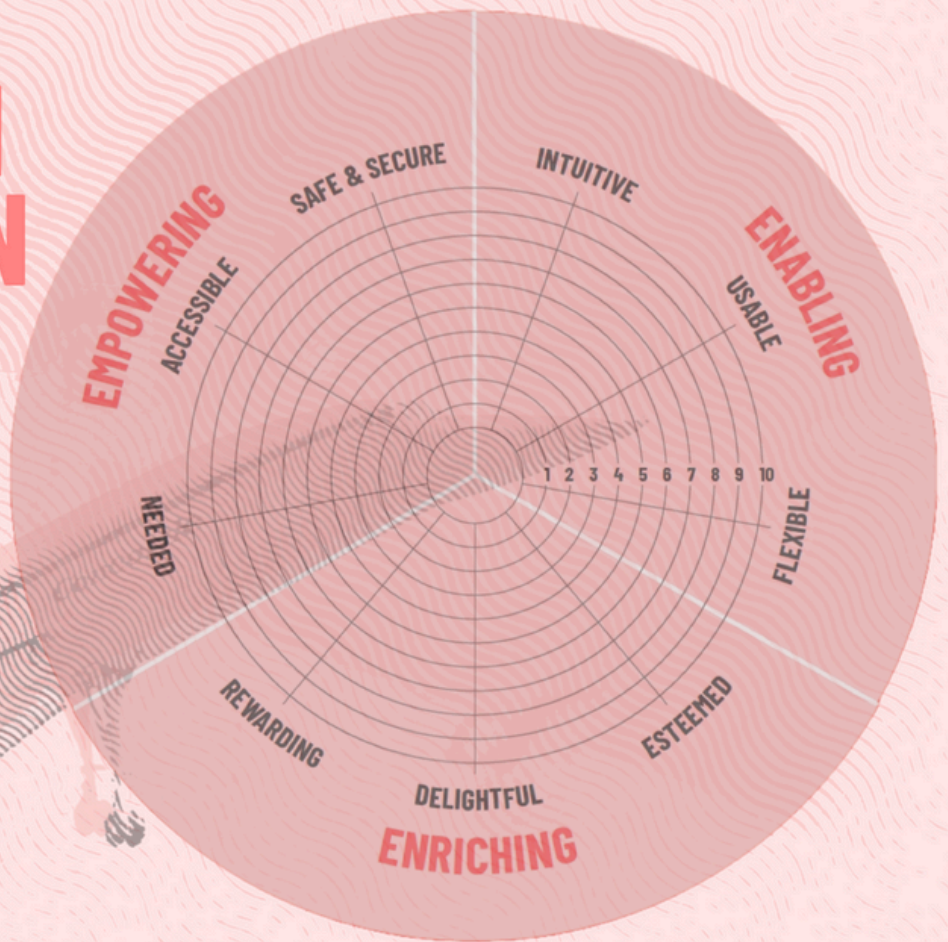 SAFE & SECURE
INTUITIVE
EMPOWERING
ENABLING
ACCESSIBLE
USABLE
1 2 3 4 5 6 7 8 9 10
NEEDED
FLEXIBLE
REWARDING
ESTEEMED
DELIGHTFUL
ENRICHING